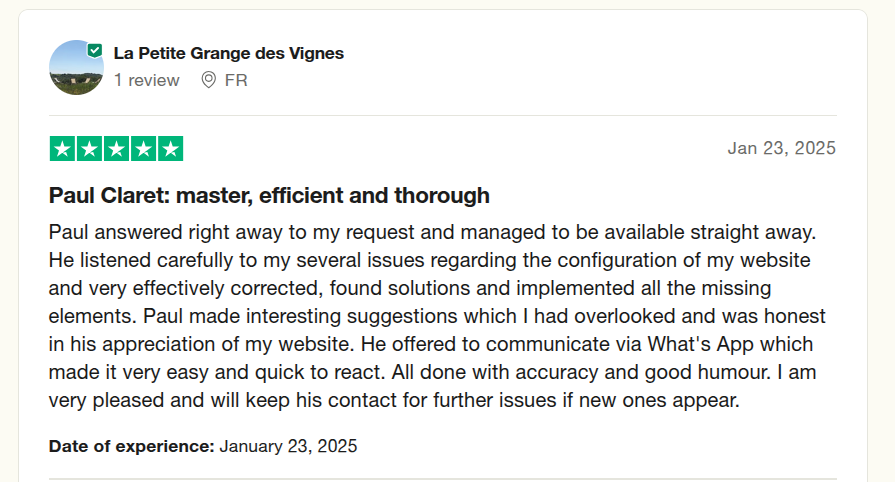 La Petite Grange des Vignes
1 review FR
Jan 23, 2025
Paul Claret: master, efficient and thorough
Paul answered right away to my request and managed to be available straight away.
He listened carefully to my several issues regarding the configuration of my website
and very effectively corrected, found solutions and implemented all the missing
elements. Paul made interesting suggestions which I had overlooked and was honest
in his appreciation of my website. He offered to communicate via What's App which
made it very easy and quick to react. All done with accuracy and good humour. I am
very pleased and will keep his contact for further issues if new ones appear.
Date of experience: January 23, 2025